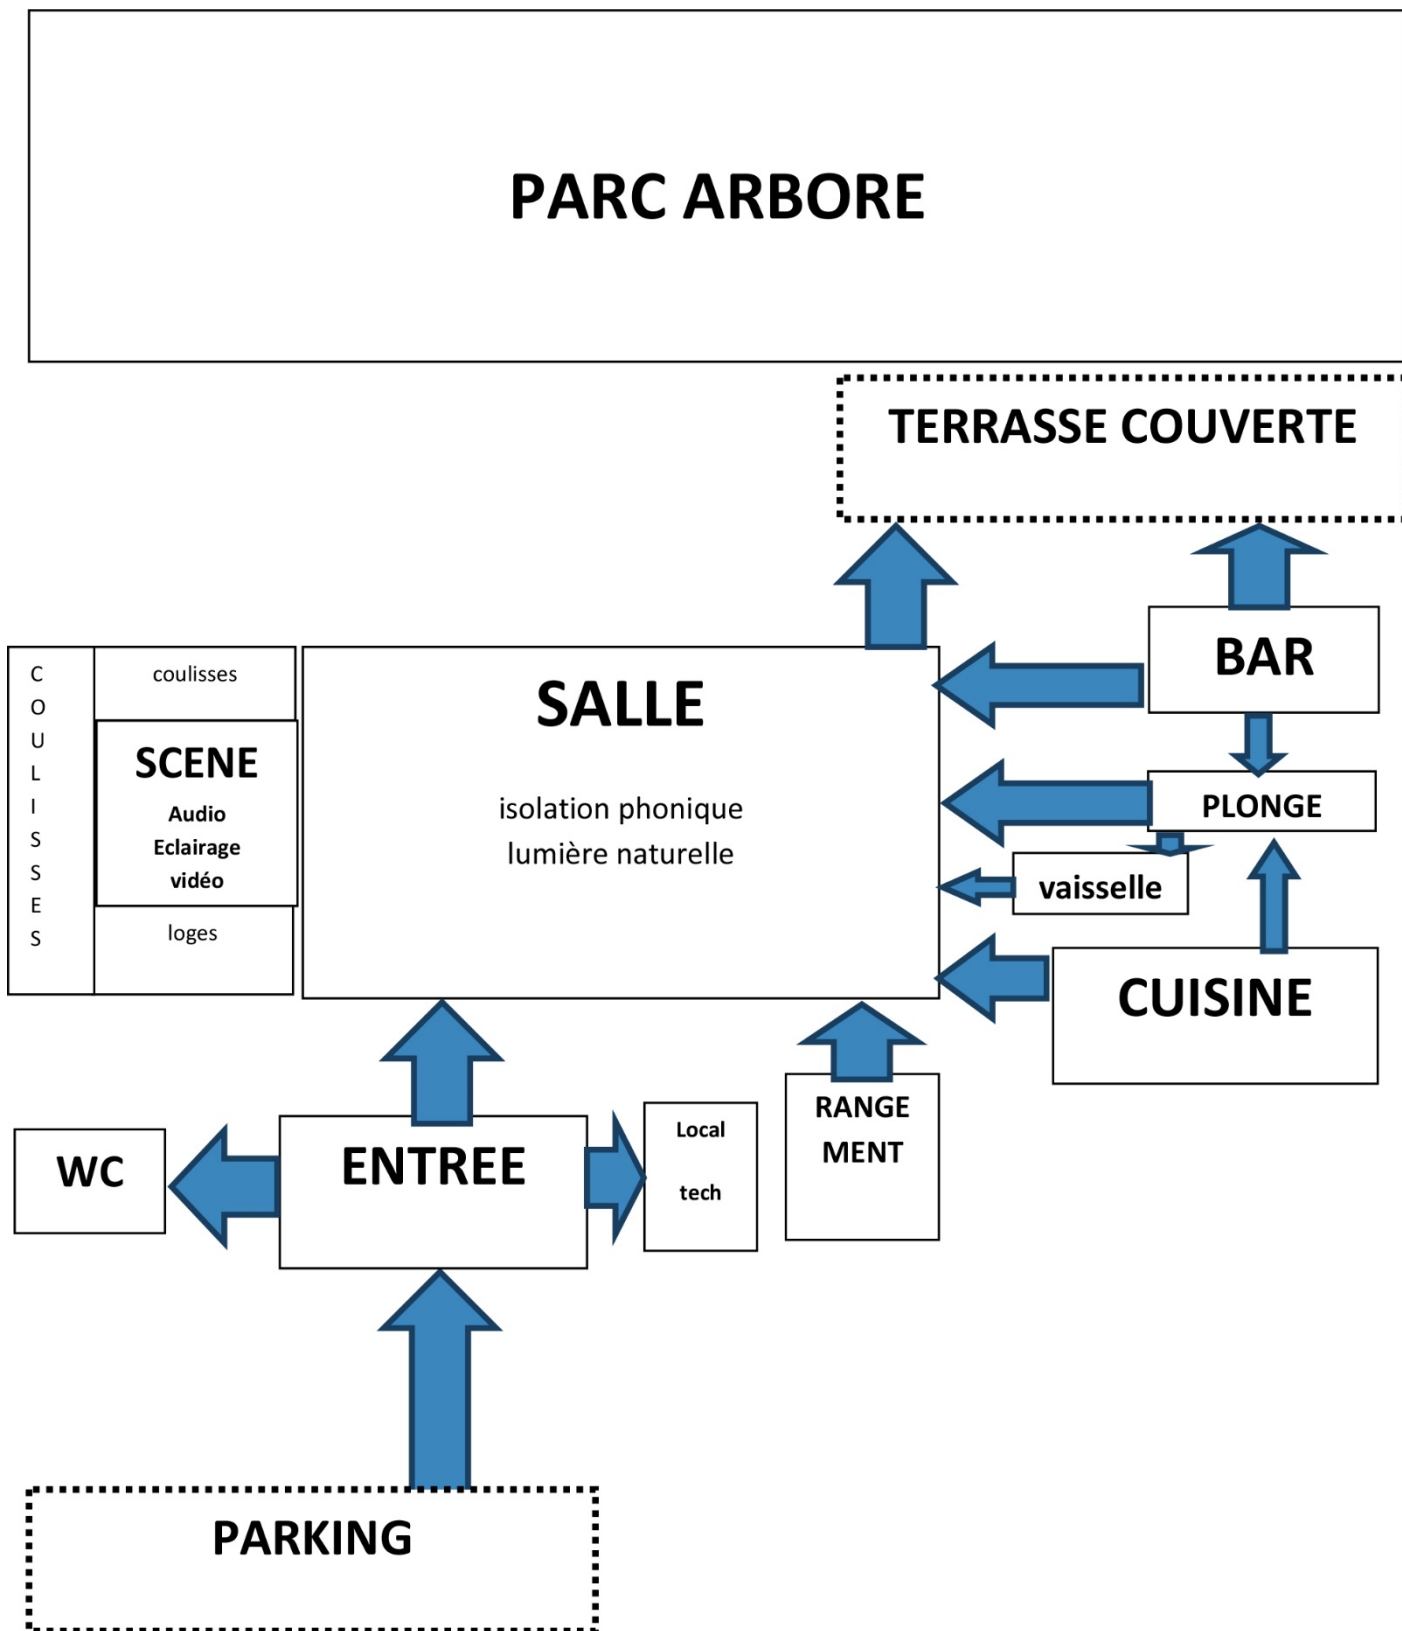 PARC ARBORE
TERRASSE COUVERTE
BAR
COULISSES
coulisses
SCENE
Audio
Eclairage
vidéo
loges
SALLE
isolation phonique
lumière naturelle
PLONGE
vaisselle
CUISINE
WC
ENTREE
Local
tech
RANGE
MENT
PARKING